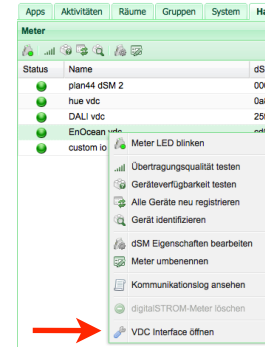 Apps Aktivitäten Räume Gruppen System
Meter
Status Name
plan44 dSM 2
hue vdc
DALI vdc
EnOcean vdc
custom io
Meter LED blinken
Übertragungsqualität testen
Geräteverfügbarkeit testen
Alle Geräte neu registrieren
Gerät identifizieren
dSM Eigenschaften bearbeiten
Meter umbenennen
Kommunikationslog ansehen
digitalSTROM-Meter löschen
VDC Interface öffnen